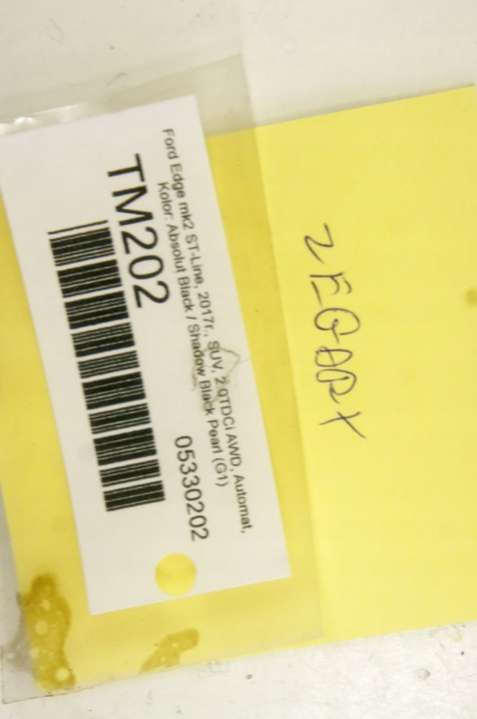 Ford Edge mk2 ST-Line, 2017r., SUV, 2.0TDCi AWD, Automat,
Kolor: Absolut Black / Shadow Black Pearl (G1)
TM202
05330202
ZEGARY